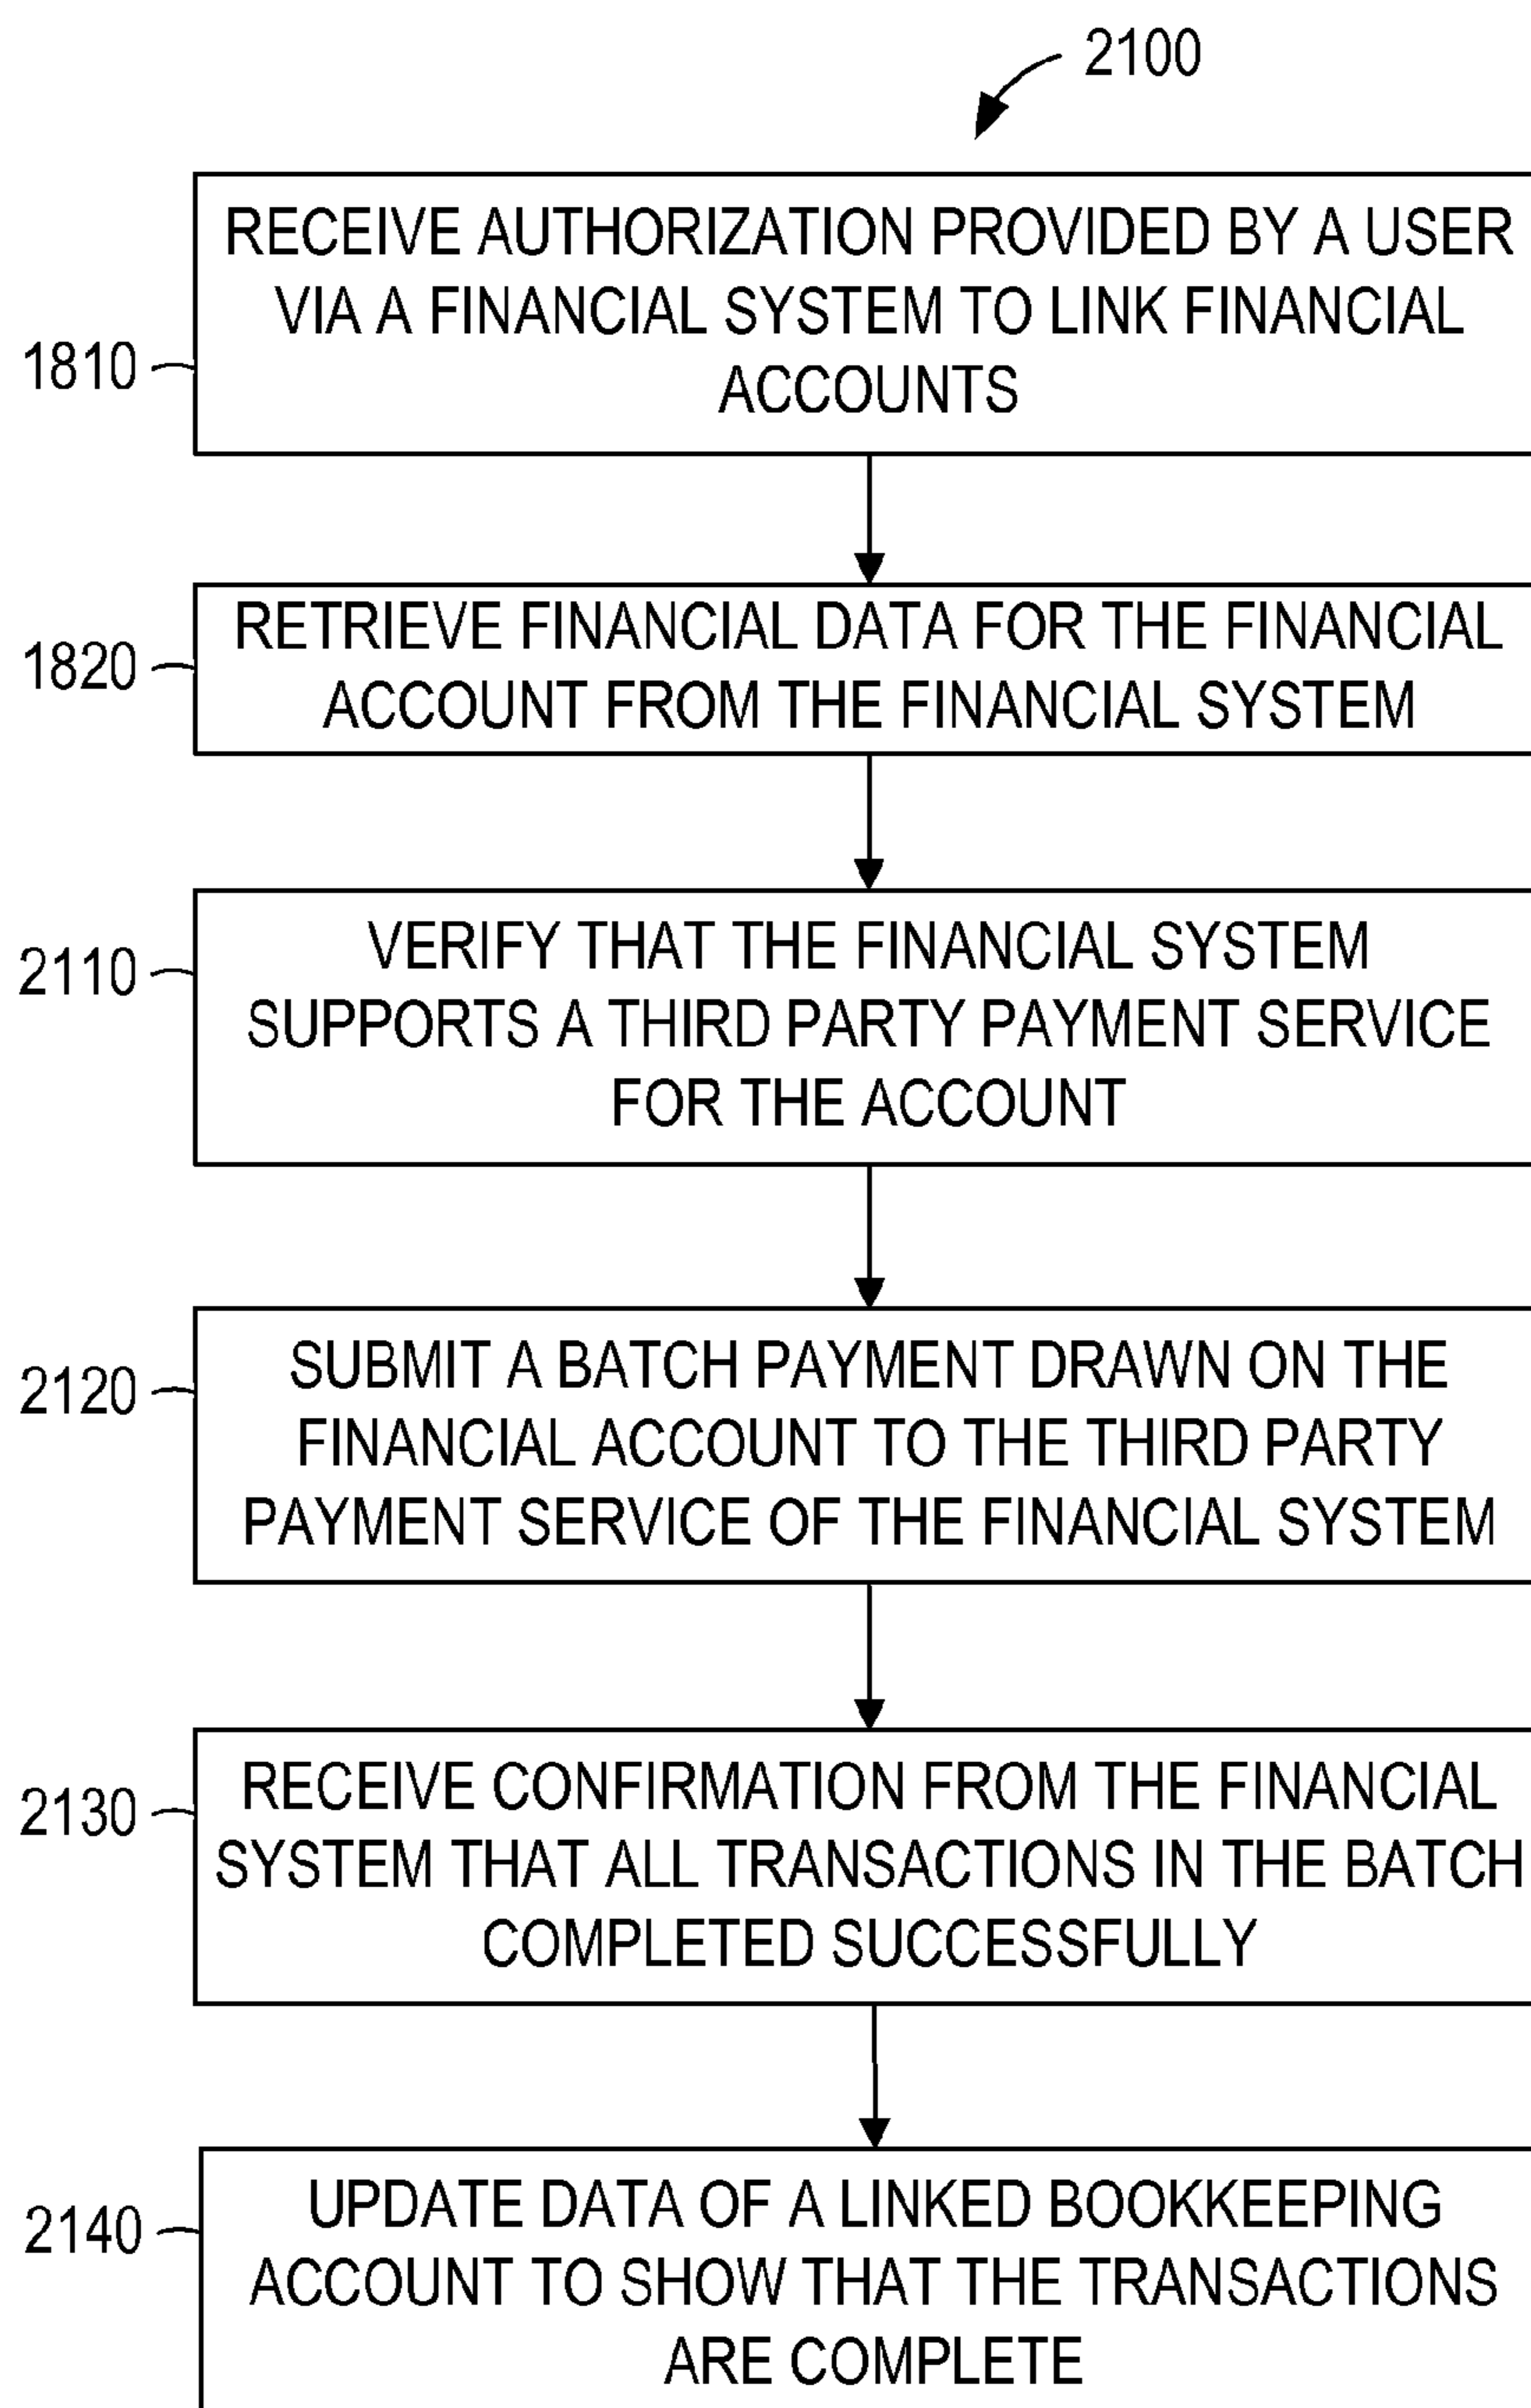 2100
RECEIVE AUTHORIZATION PROVIDED BY A USER
VIA A FINANCIAL SYSTEM TO LINK FINANCIAL
ACCOUNTS
1810
RETRIEVE FINANCIAL DATA FOR THE FINANCIAL
ACCOUNT FROM THE FINANCIAL SYSTEM
1820
VERIFY THAT THE FINANCIAL SYSTEM
SUPPORTS A THIRD PARTY PAYMENT SERVICE
FOR THE ACCOUNT
2110
SUBMIT A BATCH PAYMENT DRAWN ON THE
FINANCIAL ACCOUNT TO THE THIRD PARTY
PAYMENT SERVICE OF THE FINANCIAL SYSTEM
2120
RECEIVE CONFIRMATION FROM THE FINANCIAL
SYSTEM THAT ALL TRANSACTIONS IN THE BATCH
COMPLETED SUCCESSFULLY
2130
UPDATE DATA OF A LINKED BOOKKEEPING
ACCOUNT TO SHOW THAT THE TRANSACTIONS
ARE COMPLETE
2140